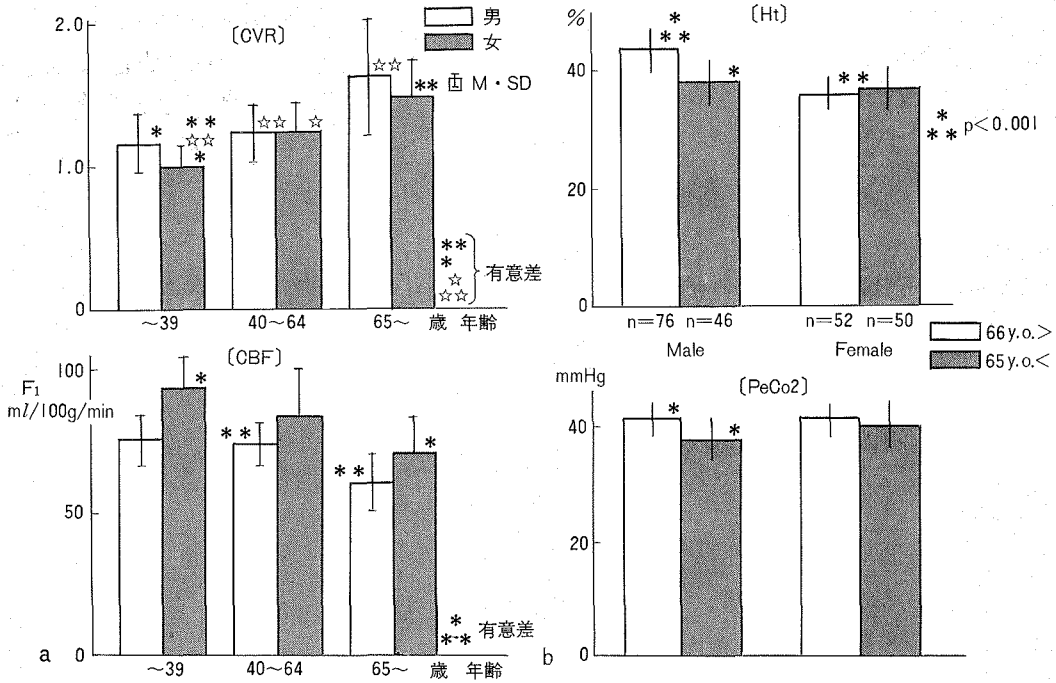 〔CVR〕
男
女
2.0
1.0
0
* ** ☆☆ *
☆☆ ☆
☆☆ ** M・SD
** * ☆ ☆☆ 有意差
～39 40～64 65～ 歳 年齢
〔CBF〕
F1
ml/100g/min
100
50
0
*
**
** *
* ** 有意差
～39 40～64 65～ 歳 年齢
a
〔Ht〕
%
40
20
0
* ** *
**
* ** p<0.001
n=76 n=46 n=52 n=50
Male Female
66y.o.>
65y.o.<
〔PeCo2〕
mmHg
40
20
0
* *
b